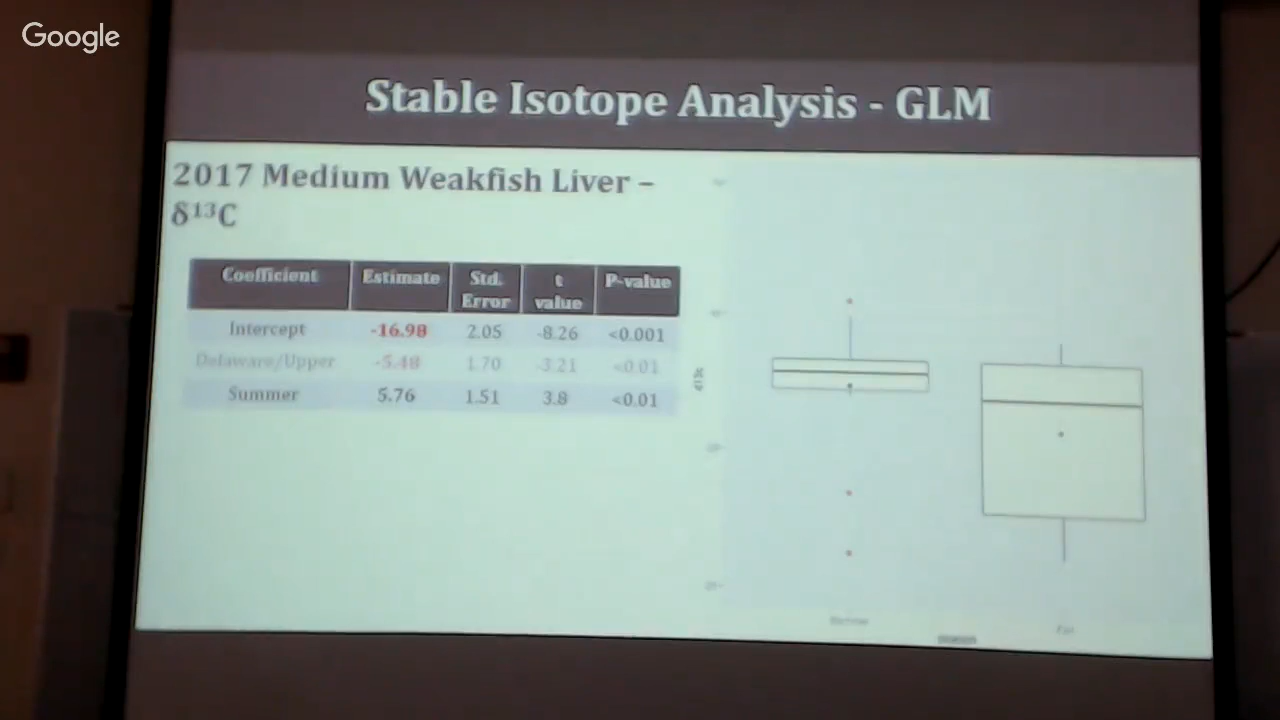 Google
Stable Isotope Analysis - GLM
2017 Medium Weakfish Liver –
δ¹³C
Coefficient Estimate Std. Error t value P-value
Intercept -16.98 2.05 -8.26 <0.001
Delaware/Upper -5.48 1.70 -3.21 <0.01
Summer 5.76 1.51 3.8 <0.01